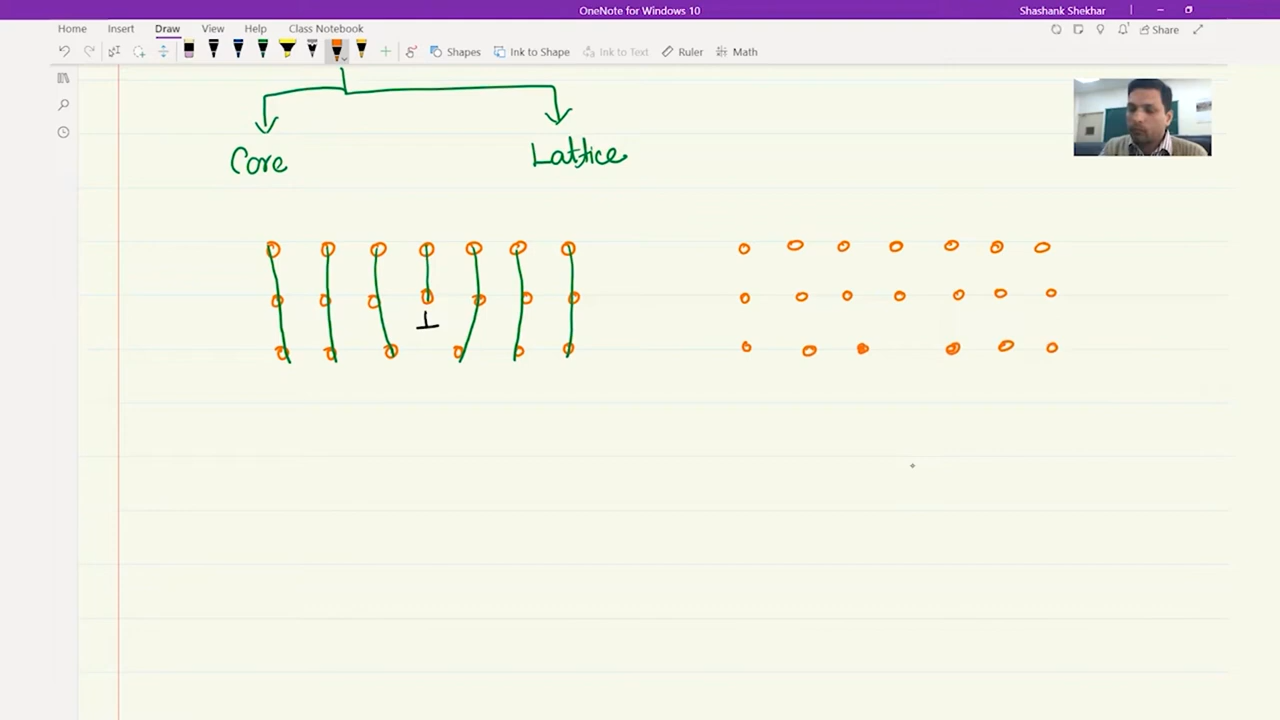 OneNote for Windows 10
Shashank Shekhar
Home Insert Draw View Help Class Notebook
Share
Shapes Ink to Shape Ink to Text Ruler Math
Core Lattice
⊥